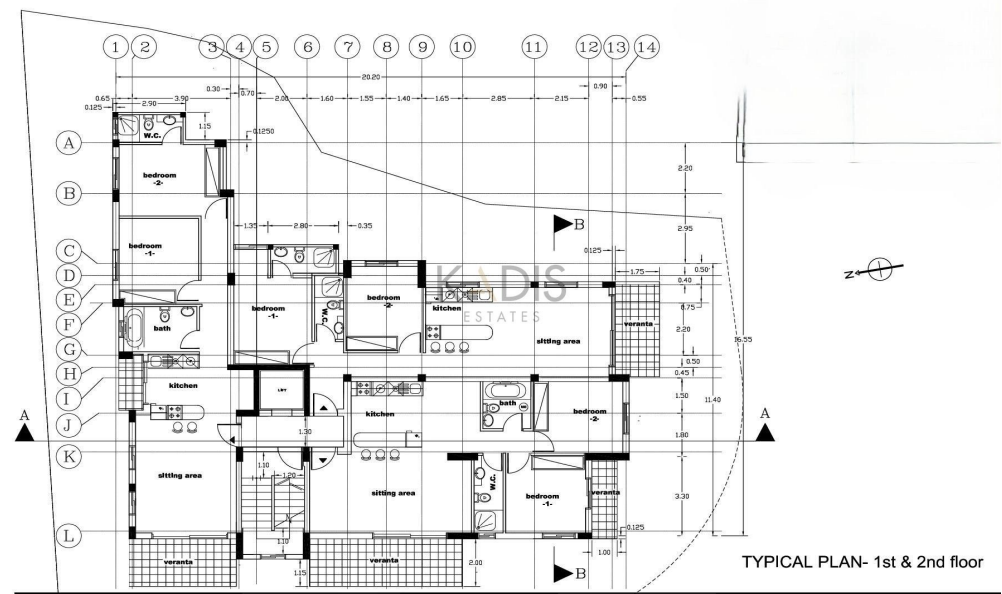 1 2 3 4 5 6 7 8 9 10 11 12 13 14
20.20
0.30 0.90
0.65 3.90 0.70 2.00 1.60 1.55 1.40 1.65 2.85 2.15 0.55
0.125 2.90
1.15
W.C.
0.1250
A
bedroom
-2-
2.20
B
1.35 2.80 0.35
B
2.95
bedroom
-1-
C
0.125
1.75
0.50
D
0.40
N
E
KADIS
ESTATES
bedroom
-1-
W.C.
bedroom
-2-
kitchen
0.75
F
bath
sitting area
veranta
2.20
16.55
G
0.50
H
0.45
kitchen
LIFT
I
kitchen
bath
bedroom
-2-
1.50
11.40
J
A
A
1.30
1.80
K
1.10
1.20
sitting area
sitting area
W.C.
bedroom
-1-
veranta
3.30
L
0.125
1.10
1.00
veranta
1.15
veranta
2.00
B
TYPICAL PLAN- 1st & 2nd floor